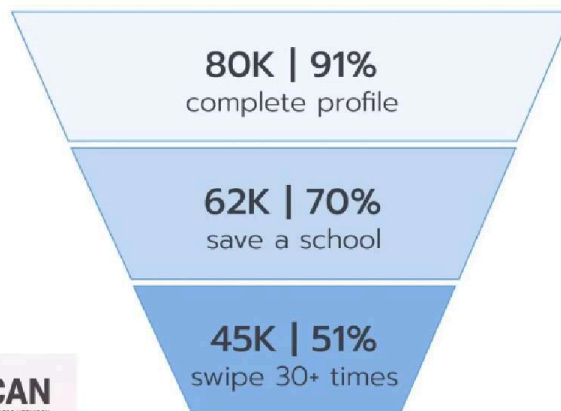 80K | 91%
complete profile
62K | 70%
save a school
45K | 51%
swipe 30+ times
CAN